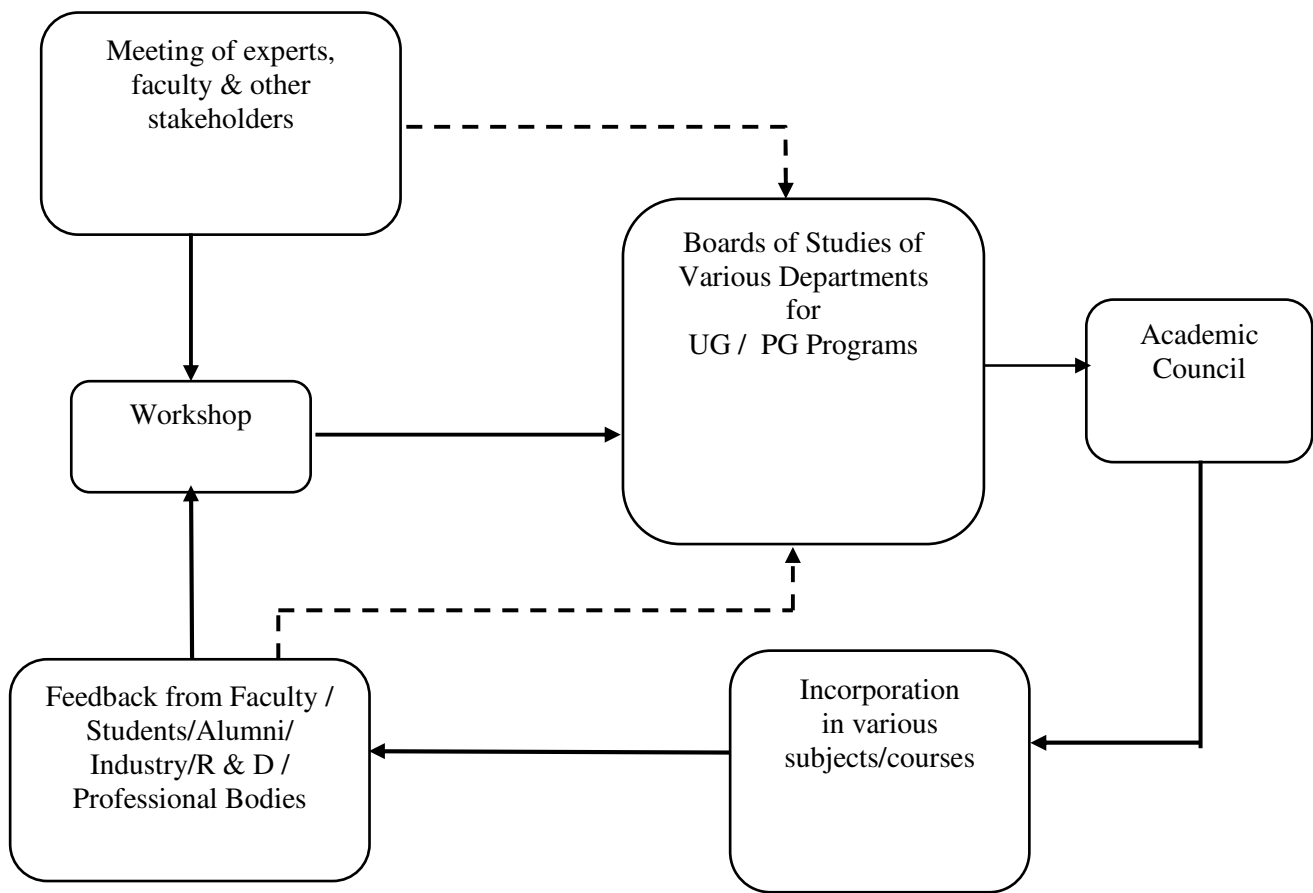 Meeting of experts,
faculty & other
stakeholders
Boards of Studies of
Various Departments
for
UG / PG Programs
Academic
Council
Workshop
Feedback from Faculty /
Students/Alumni/
Industry/R & D /
Professional Bodies
Incorporation
in various
subjects/courses